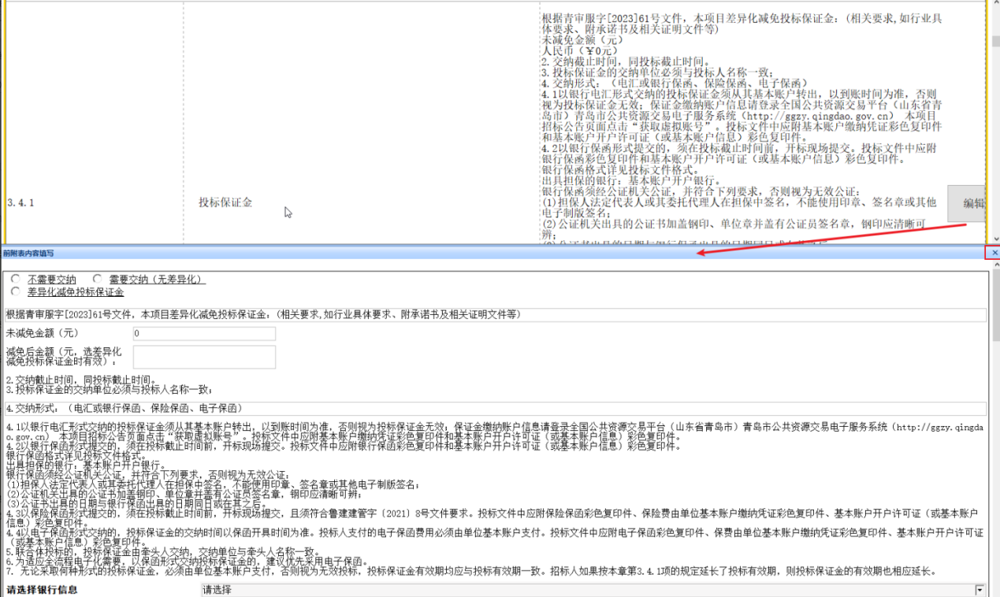 根据青审服字[2023]61号文件，本项目差异化减免投标保证金：(相关要求,如行业具
体要求、附承诺书及相关证明文件等)
未减免金额（元）
人民币（￥0元）
2.交纳截止时间，同投标截止时间。
3.投标保证金的交纳单位必须与投标人名称一致；
4.交纳形式：（电汇或银行保函、保险保函、电子保函）
4.1以银行电汇形式交纳的投标保证金须从其基本账户转出，以到账时间为准，否则
视为投标保证金无效；保证金缴纳账户信息请登录全国公共资源交易平台（山东省青
岛市）青岛市公共资源交易电子服务系统（http://ggzy.qingdao.gov.cn） 本项目
招标公告页面点击“获取虚拟账号”。投标文件中应附基本账户缴纳凭证彩色复印件
和基本账户开户许可证（或基本账户信息）彩色复印件。
4.2以银行保函形式提交的，须在投标截止时间前，开标现场提交。投标文件中应附
银行保函彩色复印件和基本账户开户许可证（或基本账户信息）彩色复印件。
银行保函格式详见投标文件格式。
出具担保的银行：基本账户开户银行。
银行保函须经公证机关公证，并符合下列要求，否则视为无效公证：
3.4.1
投标保证金
(1)担保人法定代表人或其委托代理人在担保中签名，不能使用印章、签名章或其他
电子制版签名；
编辑
(2)公证机关出具的公证书加盖钢印、单位章并盖有公证员签名章，钢印应清晰可
辨；
前附表内容填写
不需要交纳 需要交纳（无差异化）
差异化减免投标保证金
根据青审服字[2023]61号文件，本项目差异化减免投标保证金：(相关要求,如行业具体要求、附承诺书及相关证明文件等)
未减免金额（元） 0
减免后金额（元，选差异化
减免投标保证金时有效）：
2.交纳截止时间，同投标截止时间。
3.投标保证金的交纳单位必须与投标人名称一致；
4.交纳形式：（电汇或银行保函、保险保函、电子保函）
4.1以银行电汇形式交纳的投标保证金须从其基本账户转出，以到账时间为准，否则视为投标保证金无效；保证金缴纳账户信息请登录全国公共资源交易平台（山东省青岛市）青岛市公共资源交易电子服务系统（http://ggzy.qingda
o.gov.cn） 本项目招标公告页面点击“获取虚拟账号”。投标文件中应附基本账户缴纳凭证彩色复印件和基本账户开户许可证（或基本账户信息）彩色复印件。
4.2以银行保函形式提交的，须在投标截止时间前，开标现场提交。投标文件中应附银行保函彩色复印件和基本账户开户许可证（或基本账户信息）彩色复印件。
银行保函格式详见投标文件格式。
出具担保的银行：基本账户开户银行。
银行保函须经公证机关公证，并符合下列要求，否则视为无效公证：
(1)担保人法定代表人或其委托代理人在担保中签名，不能使用印章、签名章或其他电子制版签名；
(2)公证机关出具的公证书加盖钢印、单位章并盖有公证员签名章，钢印应清晰可辨；
(3)公证书出具的日期与银行保函出具的日期同日或在其之后。
4.3以保险保函形式提交的，须在投标截止时间前，开标现场提交，且须符合鲁建建管字〔2021〕8号文件要求。投标文件中应附保险保函彩色复印件、保险费由单位基本账户缴纳凭证彩色复印件、基本账户开户许可证（或基本账户
信息）彩色复印件。
4.4以电子保函形式交纳的，投标保证金的交纳时间以保函开具时间为准。投标人支付的电子保函费用必须由单位基本账户支付。投标文件中应附电子保函彩色复印件、保费由单位基本账户缴纳凭证彩色复印件、基本账户开户许可证
（或基本账户信息）彩色复印件。
5.联合体投标的，投标保证金由牵头人交纳，交纳单位与牵头人名称一致。
6.为适应全流程电子化需要，以保函形式交纳投标保证金的，建议优先采用电子保函。
7. 无论采取何种形式的投标保证金，必须由单位基本账户支付，否则视为无效投标，投标保证金有效期均应与投标有效期一致。招标人如果按本章第3.4.1项的规定延长了投标有效期，则投标保证金的有效期也相应延长。
请选择银行信息 请选择